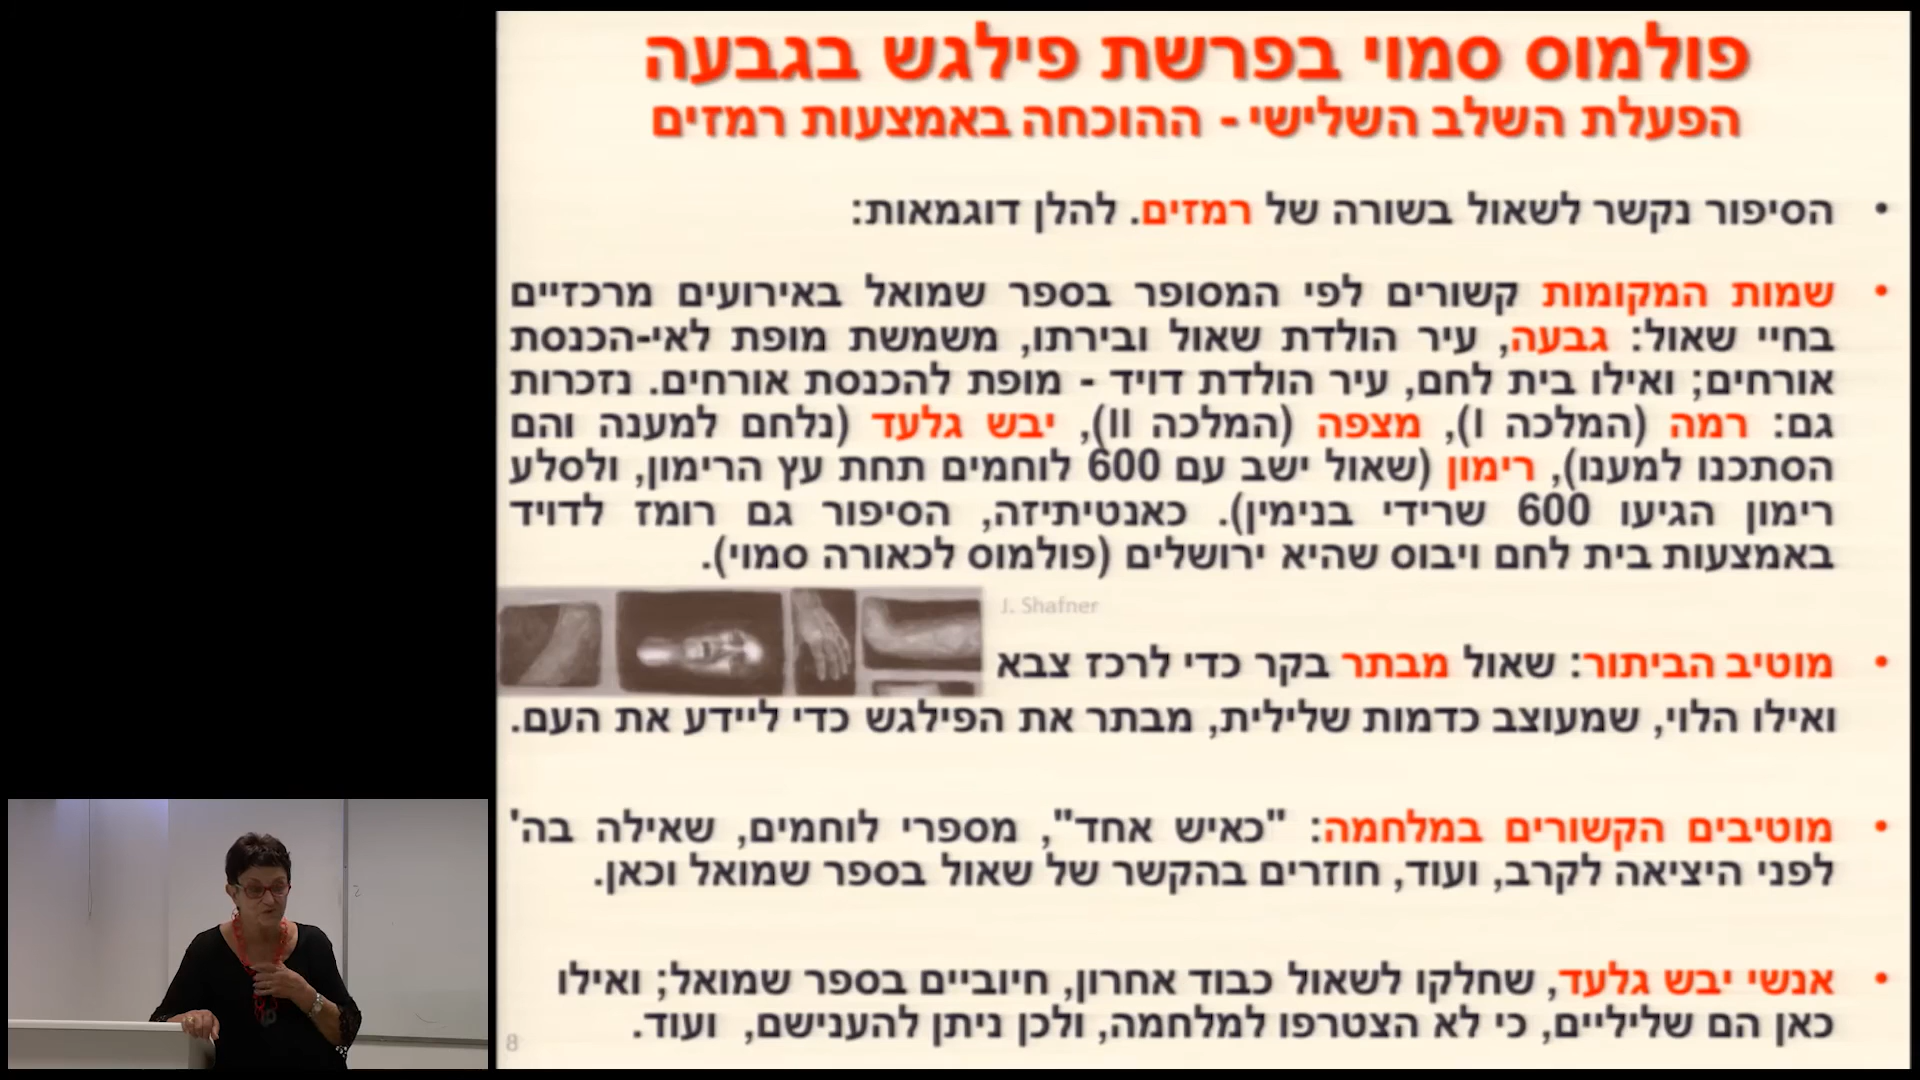 פולמוס סמוי בפרשת פילגש בגבעה
הפעלת השלב השלישי - ההוכחה באמצעות רמזים
• הסיפור נקשר לשאול בשורה של רמזים. להלן דוגמאות:
• שמות המקומות קשורים לפי המסופר בספר שמואל באירועים מרכזיים
בחיי שאול: גבעה, עיר הולדת שאול ובירתו, משמשת מופת לאי-הכנסת
אורחים; ואילו בית לחם, עיר הולדת דויד - מופת להכנסת אורחים. נזכרות
גם: רמה (המלכה I), מצפה (המלכה II), יבש גלעד (נלחם למענה והם
הסתכנו למענו), רימון (שאול ישב עם 600 לוחמים תחת עץ הרימון, ולסלע
רימון הגיעו 600 שרידי בנימין). כאנטיתיזה, הסיפור גם רומז לדויד
באמצעות בית לחם ויבוס שהיא ירושלים (פולמוס לכאורה סמוי).
J. Shafner
• מוטיב הביתור: שאול מבתר בקר כדי לרכז צבא
ואילו הלוי, שמעוצב כדמות שלילית, מבתר את הפילגש כדי ליידע את העם.
• מוטיבים הקשורים במלחמה: "כאיש אחד", מספרי לוחמים, שאילה בה'
לפני היציאה לקרב, ועוד, חוזרים בהקשר של שאול בספר שמואל וכאן.
• אנשי יבש גלעד, שחלקו לשאול כבוד אחרון, חיוביים בספר שמואל; ואילו
כאן הם שליליים, כי לא הצטרפו למלחמה, ולכן ניתן להענישם, ועוד.
8